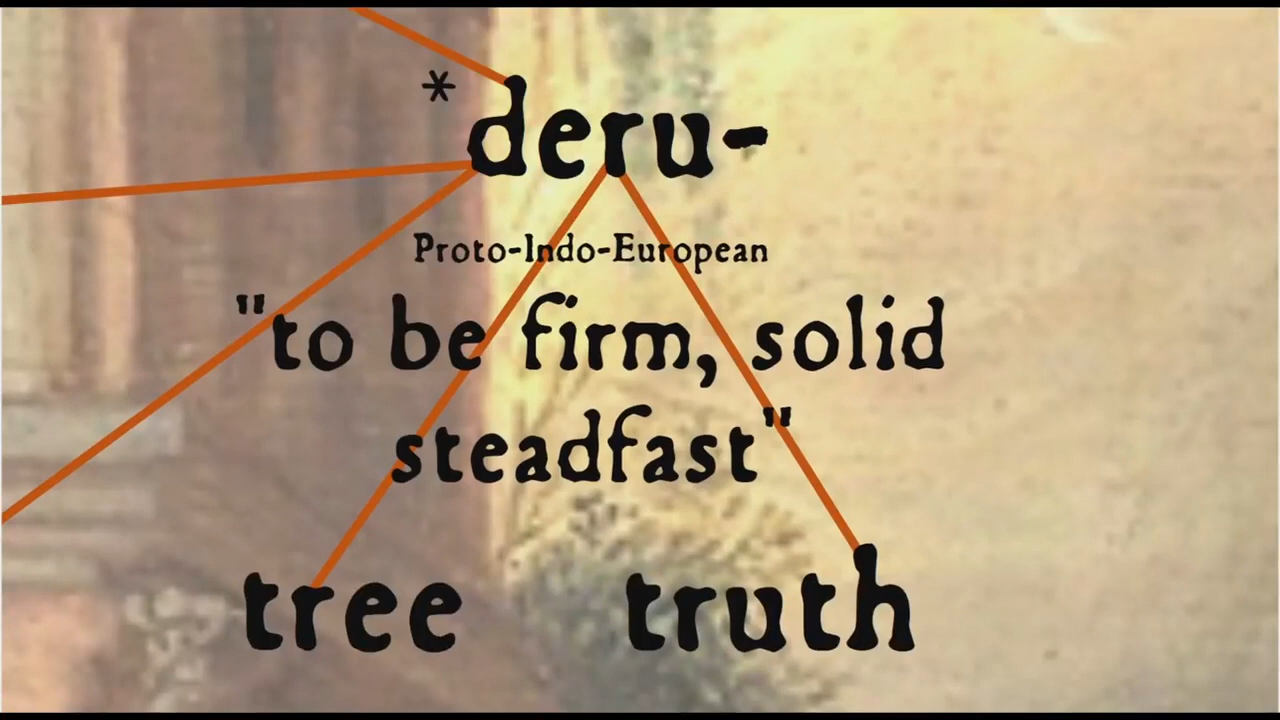 *deru-
Proto-Indo-European
"to be firm, solid
steadfast"
tree truth